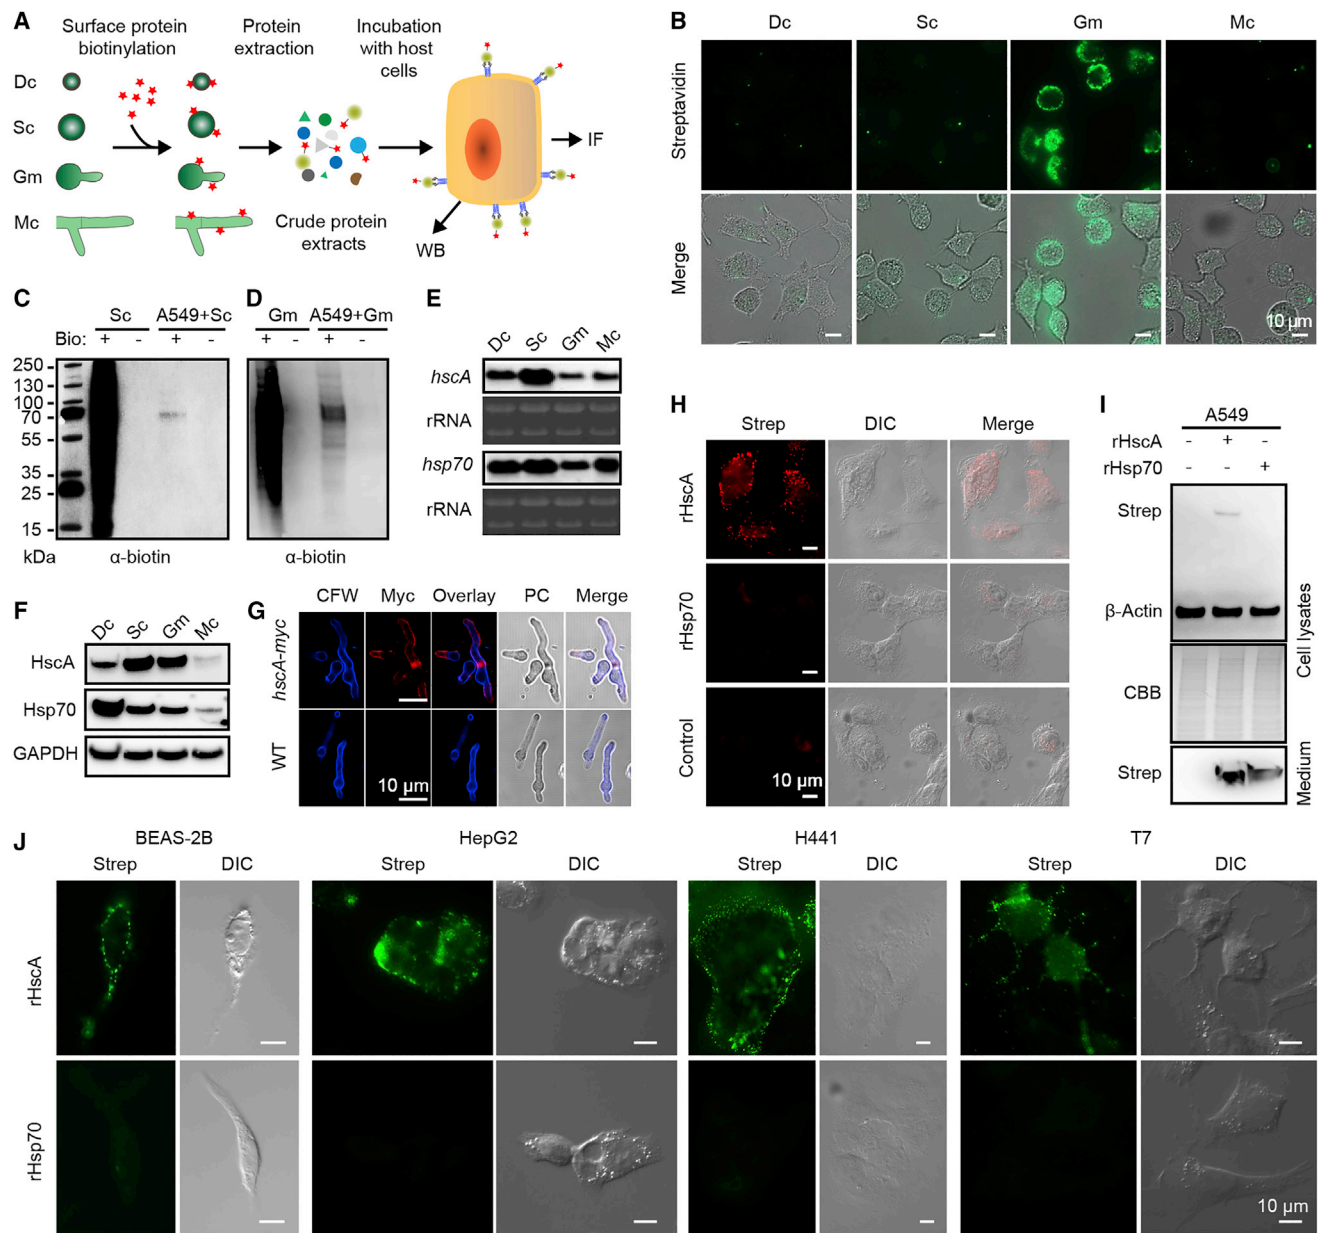 A
Surface protein
biotinylation
Protein
extraction
Incubation
with host
cells
Dc
Sc
Gm
Mc
Crude protein
extracts
IF
WB
B
Dc Sc Gm Mc
Streptavidin
Merge
10 µm
C
Sc A549+Sc
Bio: + - + -
250
130
100
70
55
35
25
15
kDa
α-biotin
D
Gm A549+Gm
+ - + -
α-biotin
E
Dc Sc Gm Mc
hscA
rRNA
hsp70
rRNA
F
Dc Sc Gm Mc
HscA
Hsp70
GAPDH
G
CFW Myc Overlay PC Merge
hscA-myc
WT
10 µm
H
Strep DIC Merge
rHscA
rHsp70
Control
10 µm
I
A549
rHscA - + -
rHsp70 - - +
Strep
β-Actin
CBB
Cell lysates
Strep
Medium
J
BEAS-2B HepG2 H441 T7
Strep DIC Strep DIC Strep DIC Strep DIC
rHscA
rHsp70
10 µm